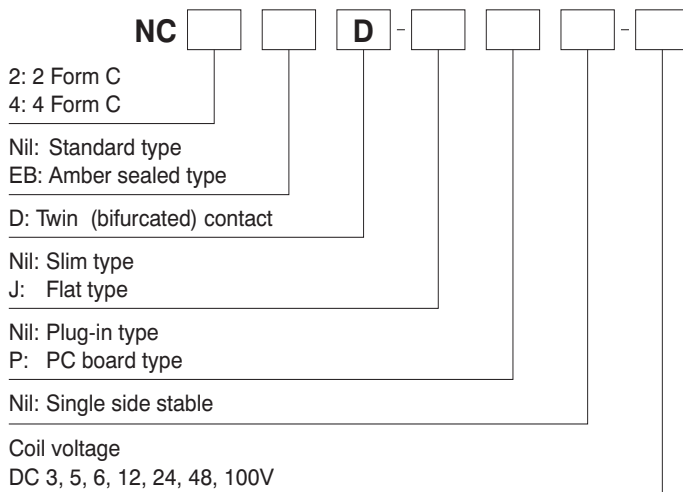 NC D - -
2: 2 Form C
4: 4 Form C
Nil: Standard type
EB: Amber sealed type
D: Twin (bifurcated) contact
Nil: Slim type
J: Flat type
Nil: Plug-in type
P: PC board type
Nil: Single side stable
Coil voltage
DC 3, 5, 6, 12, 24, 48, 100V